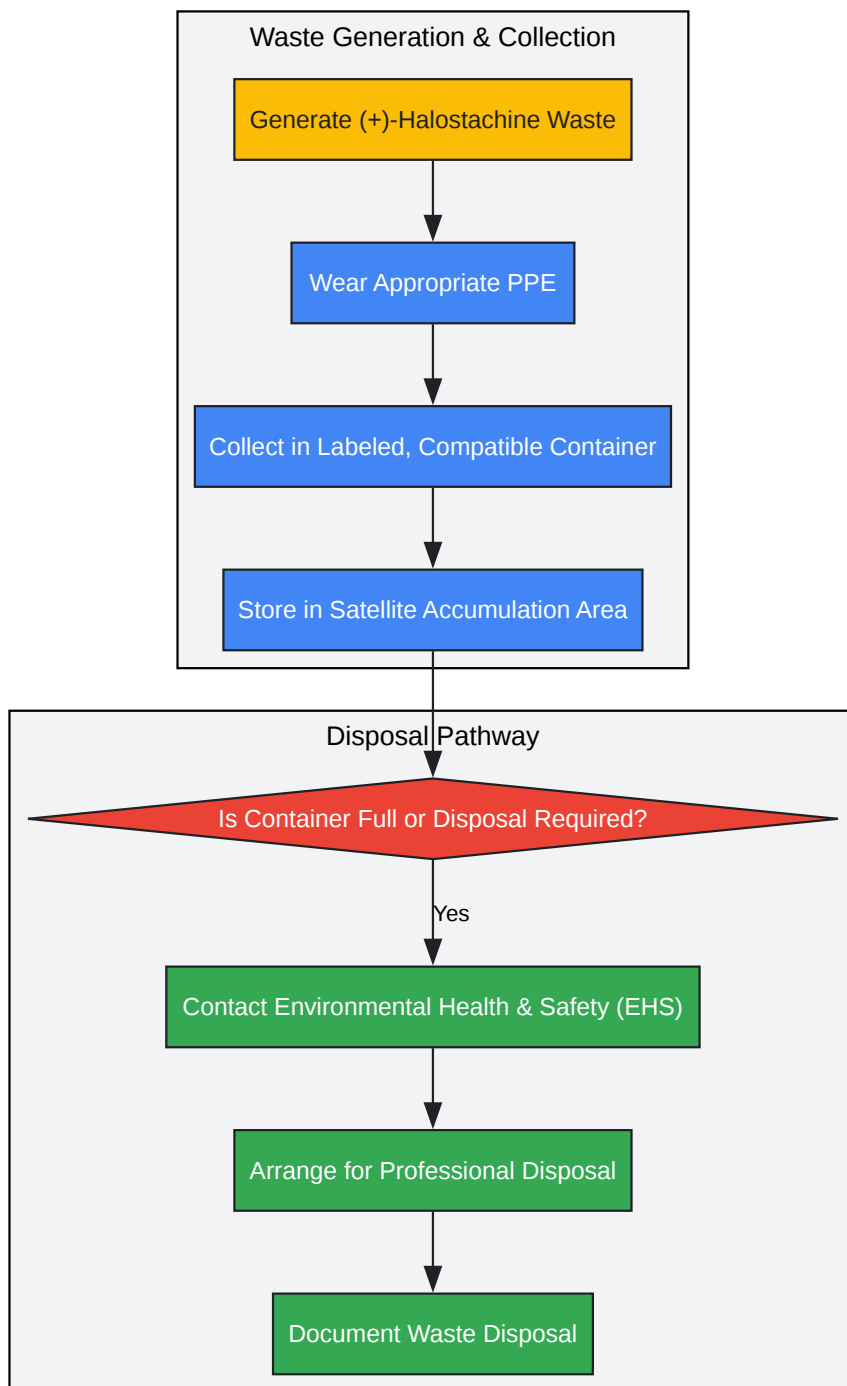 Waste Generation & Collection
Generate (+)-Halostachine Waste
Wear Appropriate PPE
Collect in Labeled, Compatible Container
Store in Satellite Accumulation Area
Disposal Pathway
Is Container Full or Disposal Required?
Yes
Contact Environmental Health & Safety (EHS)
Arrange for Professional Disposal
Document Waste Disposal